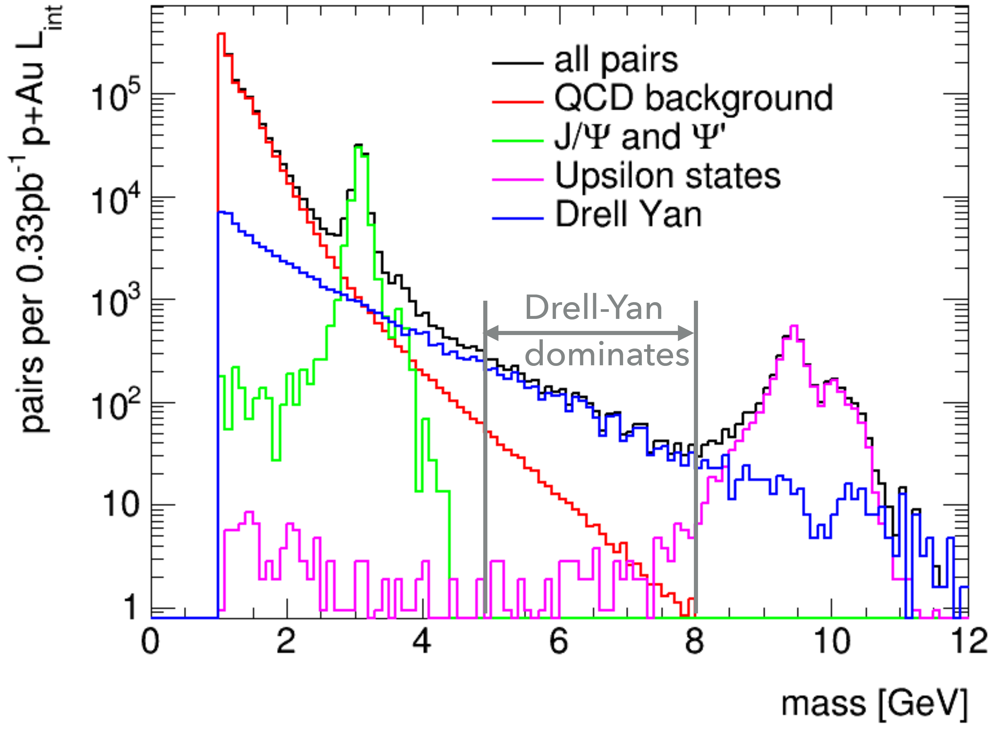 pairs per 0.33pb⁻¹ p+Au Lᵢₙₜ
10⁵
10⁴
10³
10²
10
1
all pairs
QCD background
J/Ψ and Ψ'
Upsilon states
Drell Yan
Drell-Yan
dominates
0 2 4 6 8 10 12
mass [GeV]